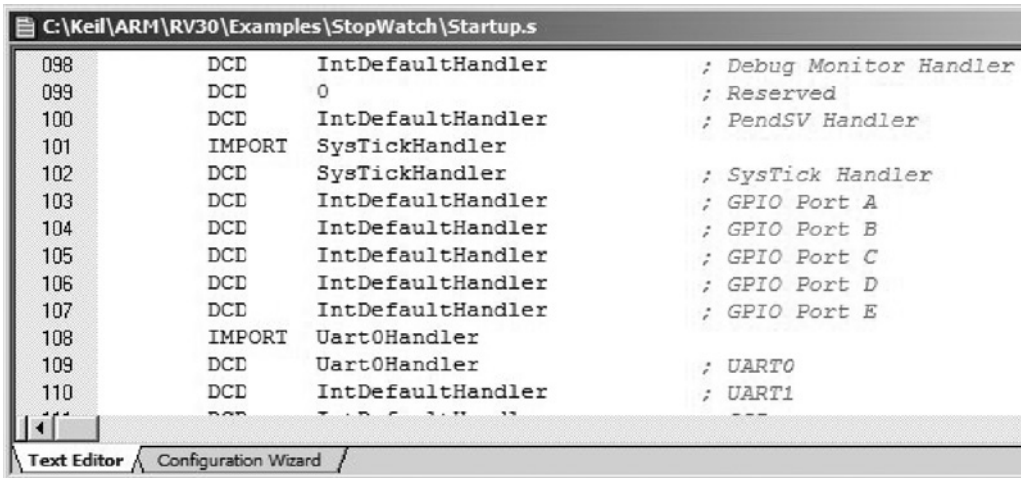 C:\Keil\ARM\RV30\Examples\StopWatch\Startup.s
098 DCD IntDefaultHandler ; Debug Monitor Handler
099 DCD 0 ; Reserved
100 DCD IntDefaultHandler ; PendSV Handler
101 IMPORT SysTickHandler
102 DCD SysTickHandler ; SysTick Handler
103 DCD IntDefaultHandler ; GPIO Port A
104 DCD IntDefaultHandler ; GPIO Port B
105 DCD IntDefaultHandler ; GPIO Port C
106 DCD IntDefaultHandler ; GPIO Port D
107 DCD IntDefaultHandler ; GPIO Port E
108 IMPORT Uart0Handler
109 DCD Uart0Handler ; UART0
110 DCD IntDefaultHandler ; UART1
Text Editor Configuration Wizard